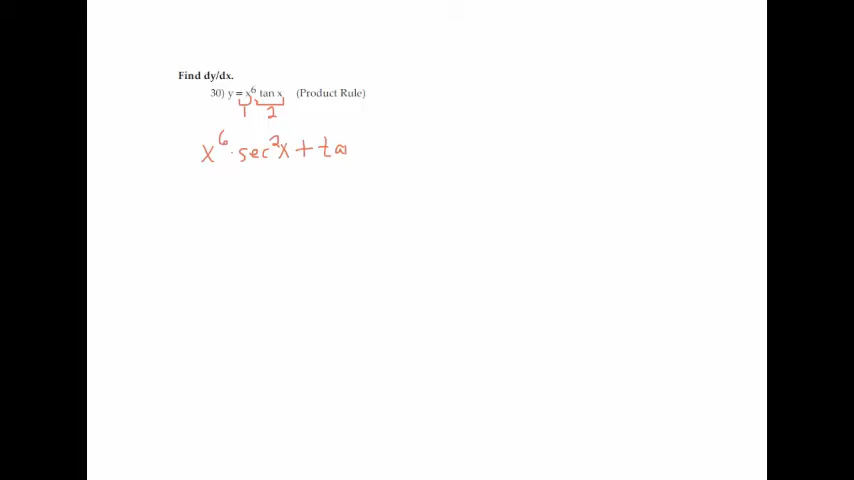 Find dy/dx.
30) y = x⁶ tan x (Product Rule)
1 2
x⁶ · sec²x + ta